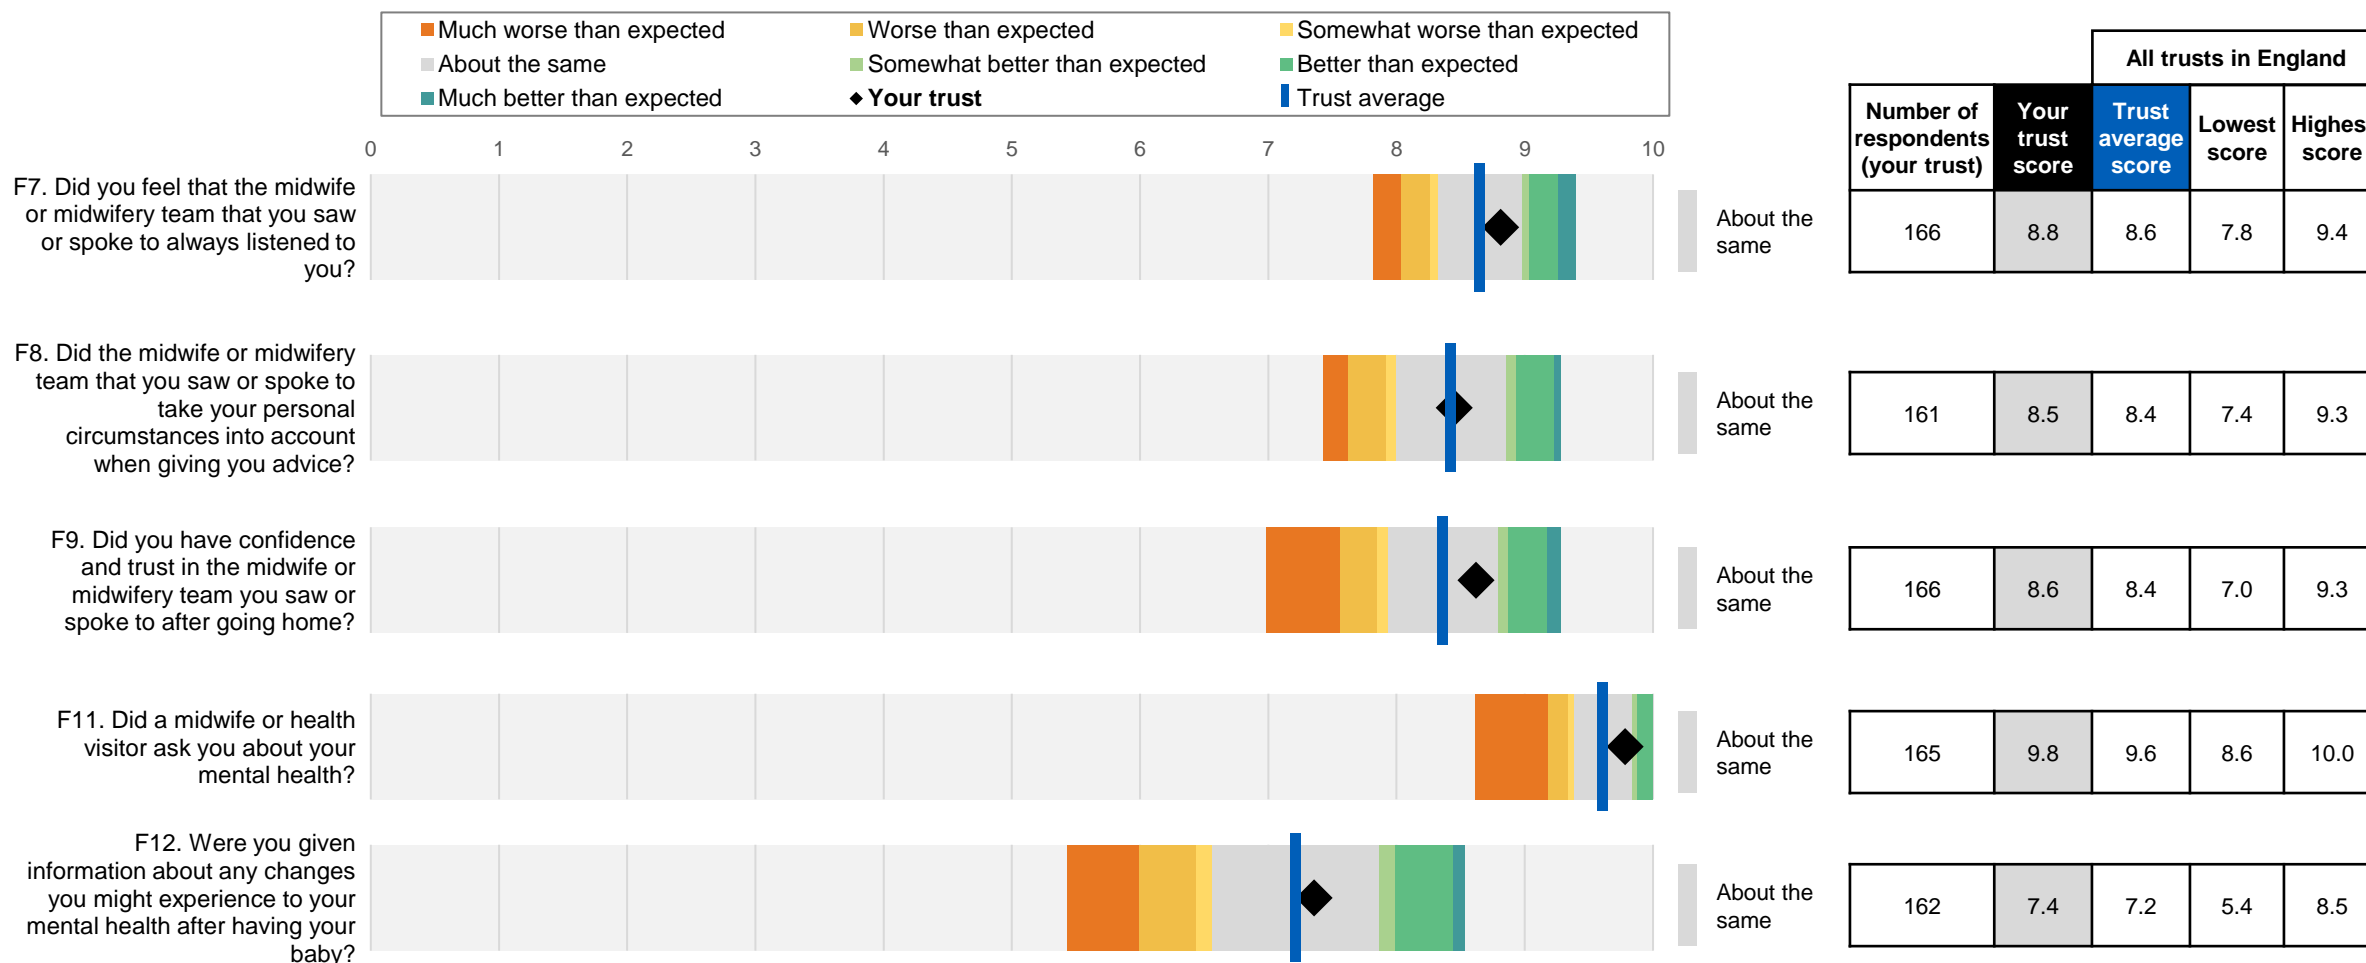 Much worse than expected
Worse than expected
Somewhat worse than expected
About the same
Somewhat better than expected
Better than expected
Much better than expected
Your trust
Trust average
All trusts in England
Number of
respondents
(your trust)
Your
trust
score
Trust
average
score
Lowest
score
Highes
score
0 1 2 3 4 5 6 7 8 9 10
F7. Did you feel that the midwife
or midwifery team that you saw
or spoke to always listened to
you?
About the
same
166 8.8 8.6 7.8 9.4
F8. Did the midwife or midwifery
team that you saw or spoke to
take your personal
circumstances into account
when giving you advice?
About the
same
161 8.5 8.4 7.4 9.3
F9. Did you have confidence
and trust in the midwife or
midwifery team you saw or
spoke to after going home?
About the
same
166 8.6 8.4 7.0 9.3
F11. Did a midwife or health
visitor ask you about your
mental health?
About the
same
165 9.8 9.6 8.6 10.0
F12. Were you given
information about any changes
you might experience to your
mental health after having your
baby?
About the
same
162 7.4 7.2 5.4 8.5